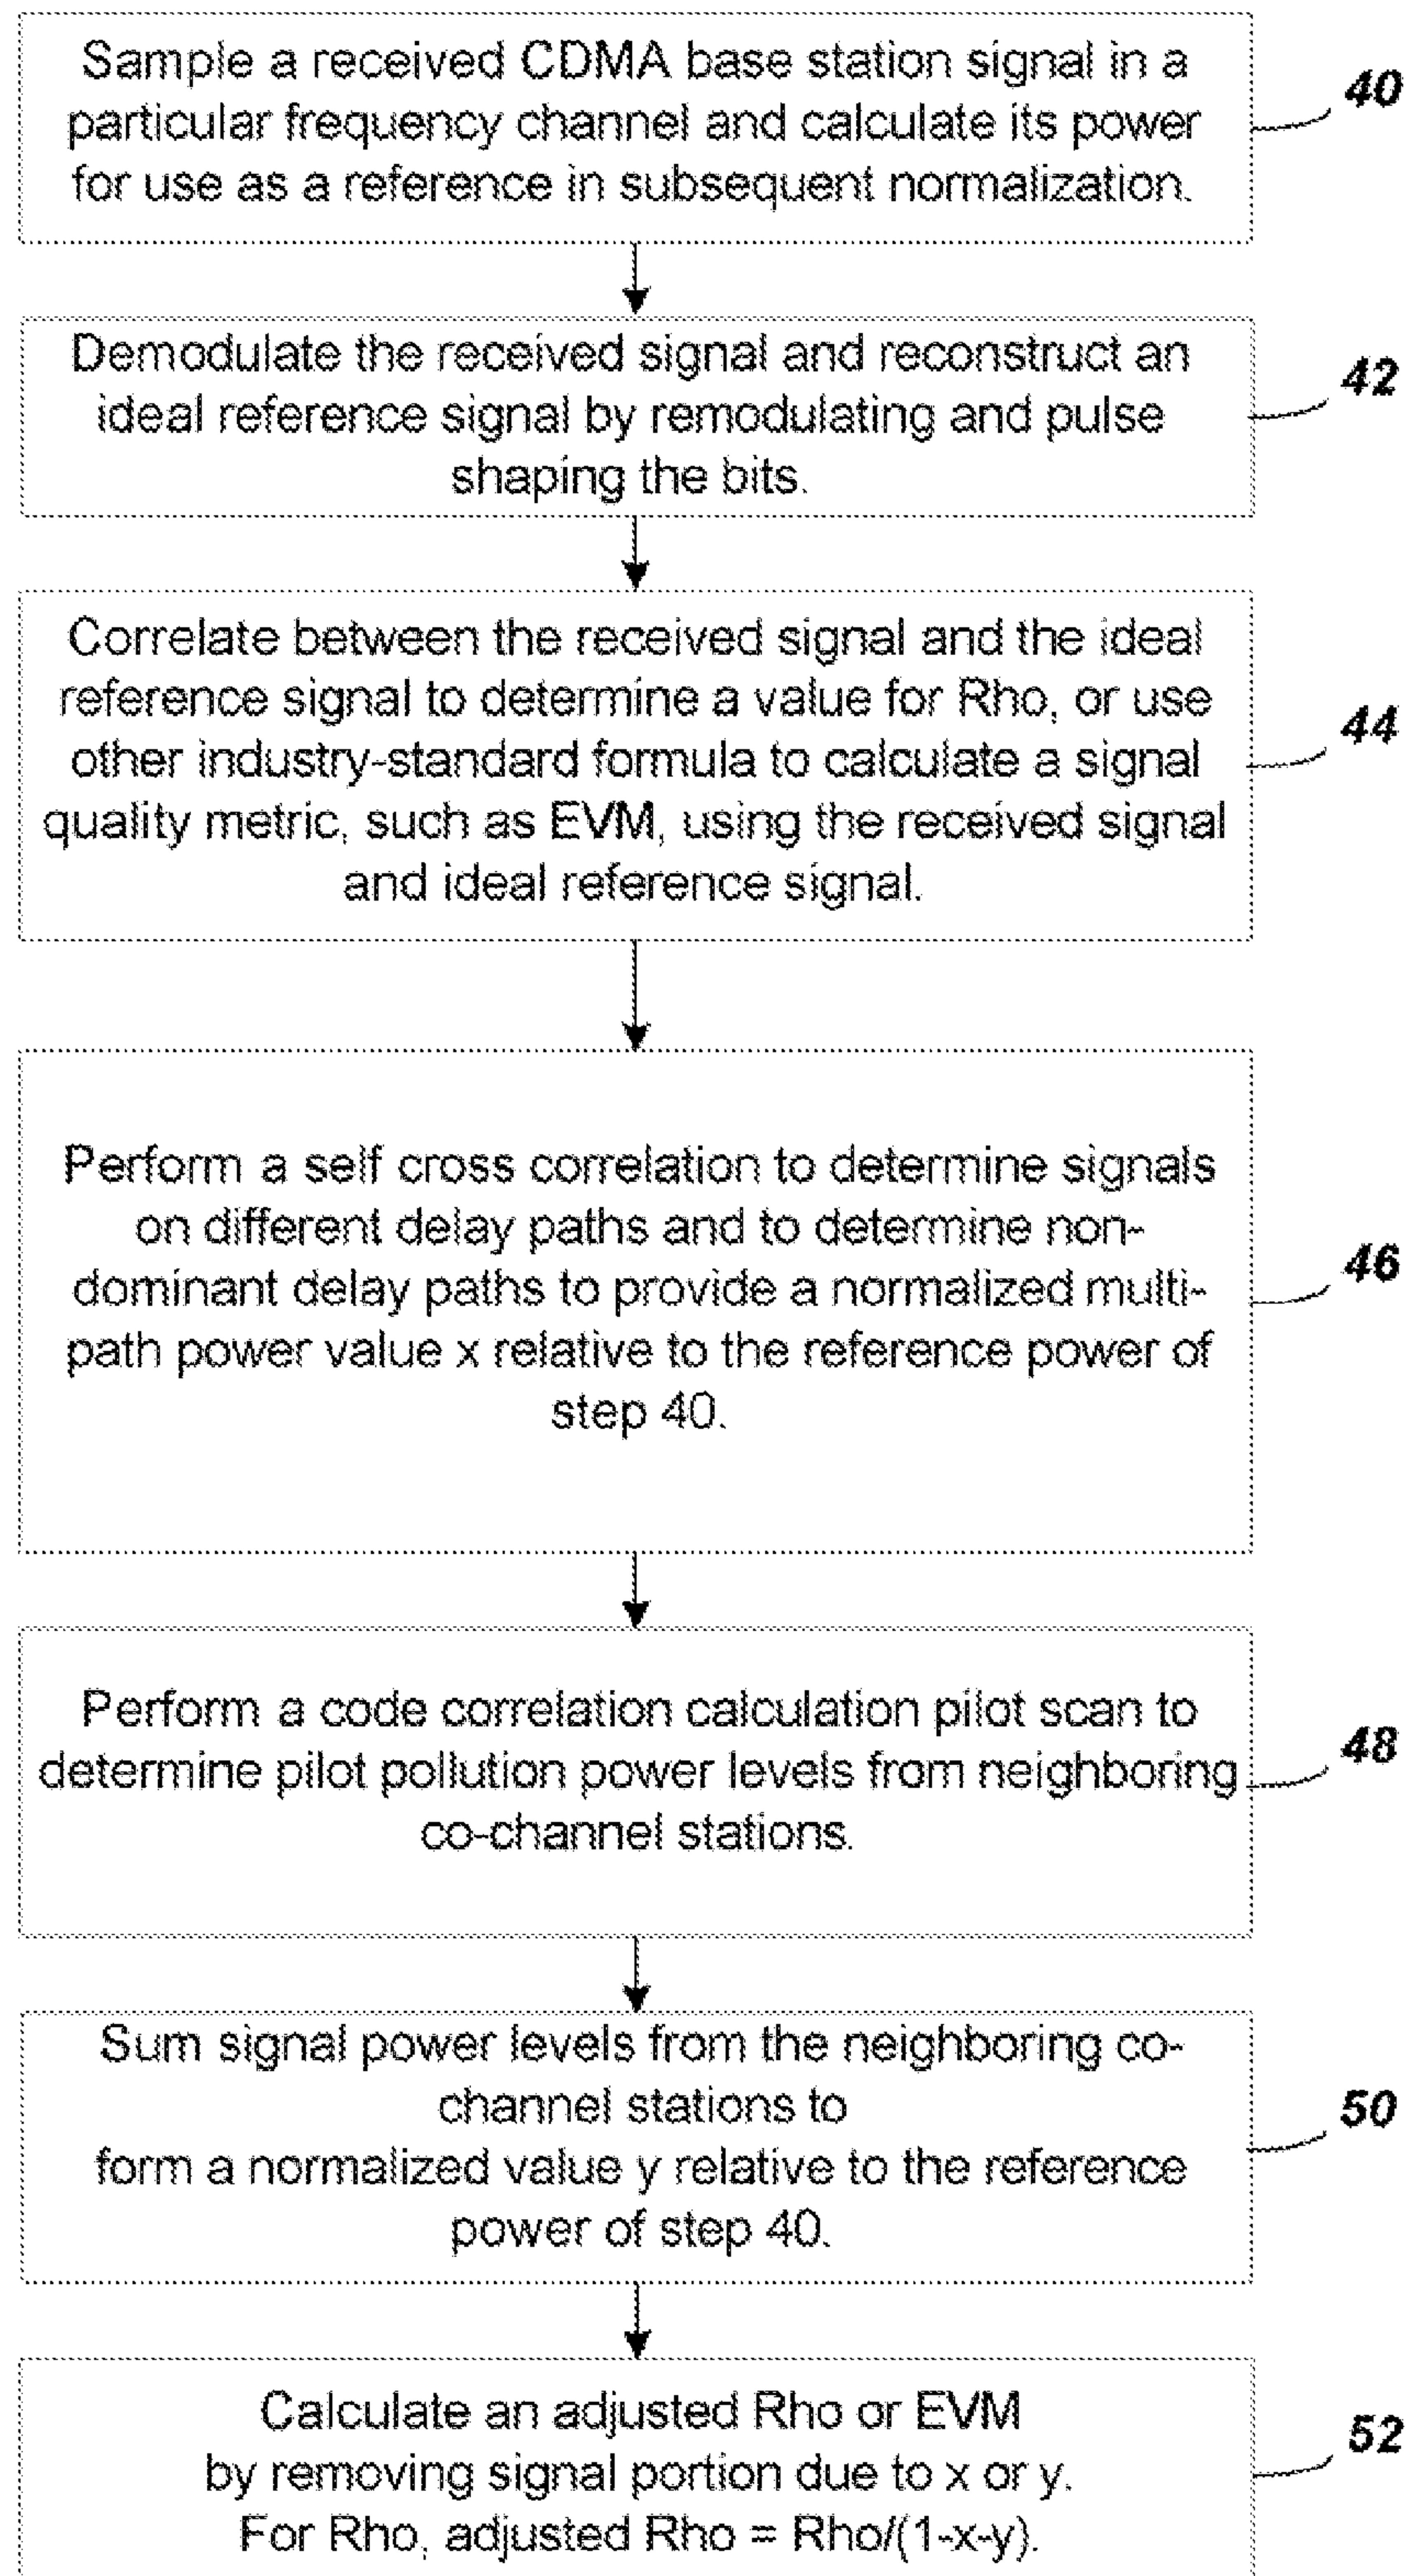 Sample a received CDMA base station signal in a
particular frequency channel and calculate its power
for use as a reference in subsequent normalization.
40
Demodulate the received signal and reconstruct an
ideal reference signal by remodulating and pulse
shaping the bits.
42
Correlate between the received signal and the ideal
reference signal to determine a value for Rho, or use
other industry-standard formula to calculate a signal
quality metric, such as EVM, using the received signal
and ideal reference signal.
44
Perform a self cross correlation to determine signals
on different delay paths and to determine non-
dominant delay paths to provide a normalized multi-
path power value x relative to the reference power of
step 40.
46
Perform a code correlation calculation pilot scan to
determine pilot pollution power levels from neighboring
co-channel stations.
48
Sum signal power levels from the neighboring co-
channel stations to
form a normalized value y relative to the reference
power of step 40.
50
Calculate an adjusted Rho or EVM
by removing signal portion due to x or y.
For Rho, adjusted Rho = Rho/(1-x-y).
52